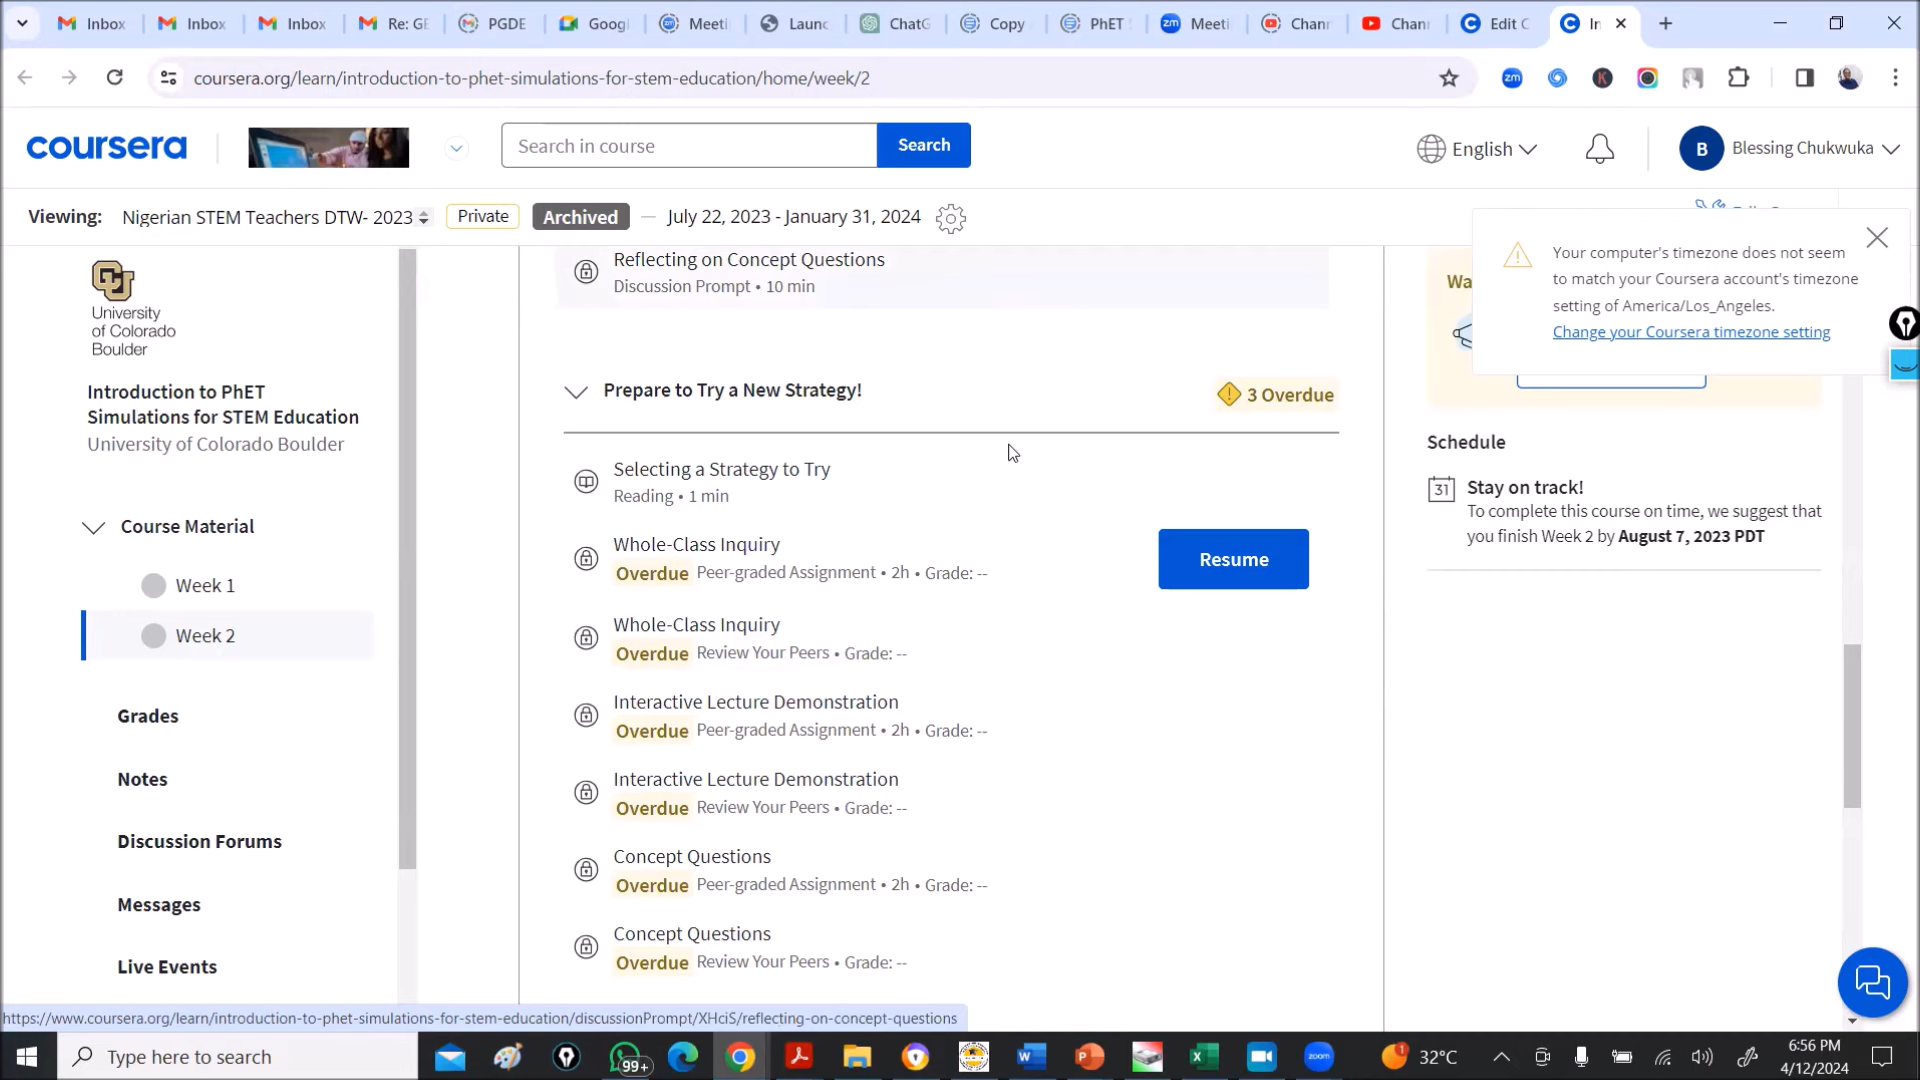 Inbox
Inbox
Inbox
Re: GE
PGDE
Googl
Meeti
Launc
ChatG
Copy
PhET
zm
Meeti
Chann
Chann
Edit C
In
coursera.org/learn/introduction-to-phet-simulations-for-stem-education/home/week/2
zm
K
coursera
Search in course
Search
English
B
Blessing Chukwuka
Viewing:
Nigerian STEM Teachers DTW- 2023
Private
Archived
July 22, 2023 - January 31, 2024
Your computer's timezone does not seem
to match your Coursera account's timezone
setting of America/Los_Angeles.
Change your Coursera timezone setting
University
of Colorado
Boulder
Introduction to PhET
Simulations for STEM Education
University of Colorado Boulder
Course Material
Week 1
Week 2
Grades
Notes
Discussion Forums
Messages
Live Events
Reflecting on Concept Questions
Discussion Prompt • 10 min
Prepare to Try a New Strategy!
3 Overdue
Selecting a Strategy to Try
Reading • 1 min
Whole-Class Inquiry
Overdue Peer-graded Assignment • 2h • Grade: --
Resume
Whole-Class Inquiry
Overdue Review Your Peers • Grade: --
Interactive Lecture Demonstration
Overdue Peer-graded Assignment • 2h • Grade: --
Interactive Lecture Demonstration
Overdue Review Your Peers • Grade: --
Concept Questions
Overdue Peer-graded Assignment • 2h • Grade: --
Concept Questions
Overdue Review Your Peers • Grade: --
Wa
Schedule
31
Stay on track!
To complete this course on time, we suggest that
you finish Week 2 by August 7, 2023 PDT
https://www.coursera.org/learn/introduction-to-phet-simulations-for-stem-education/discussionPrompt/XHciS/reflecting-on-concept-questions
Type here to search
99+
zoom
1
32°C
6:56 PM
4/12/2024